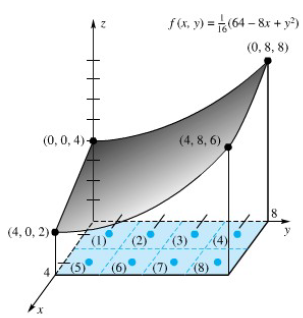 f (x, y) = 1/16 (64 – 8x + y²)
z
(0, 8, 8)
(0, 0, 4)
(4, 8, 6)
(4, 0, 2)
8
(1) (2) (3) (4)
y
4 (5) (6) (7) (8)
x